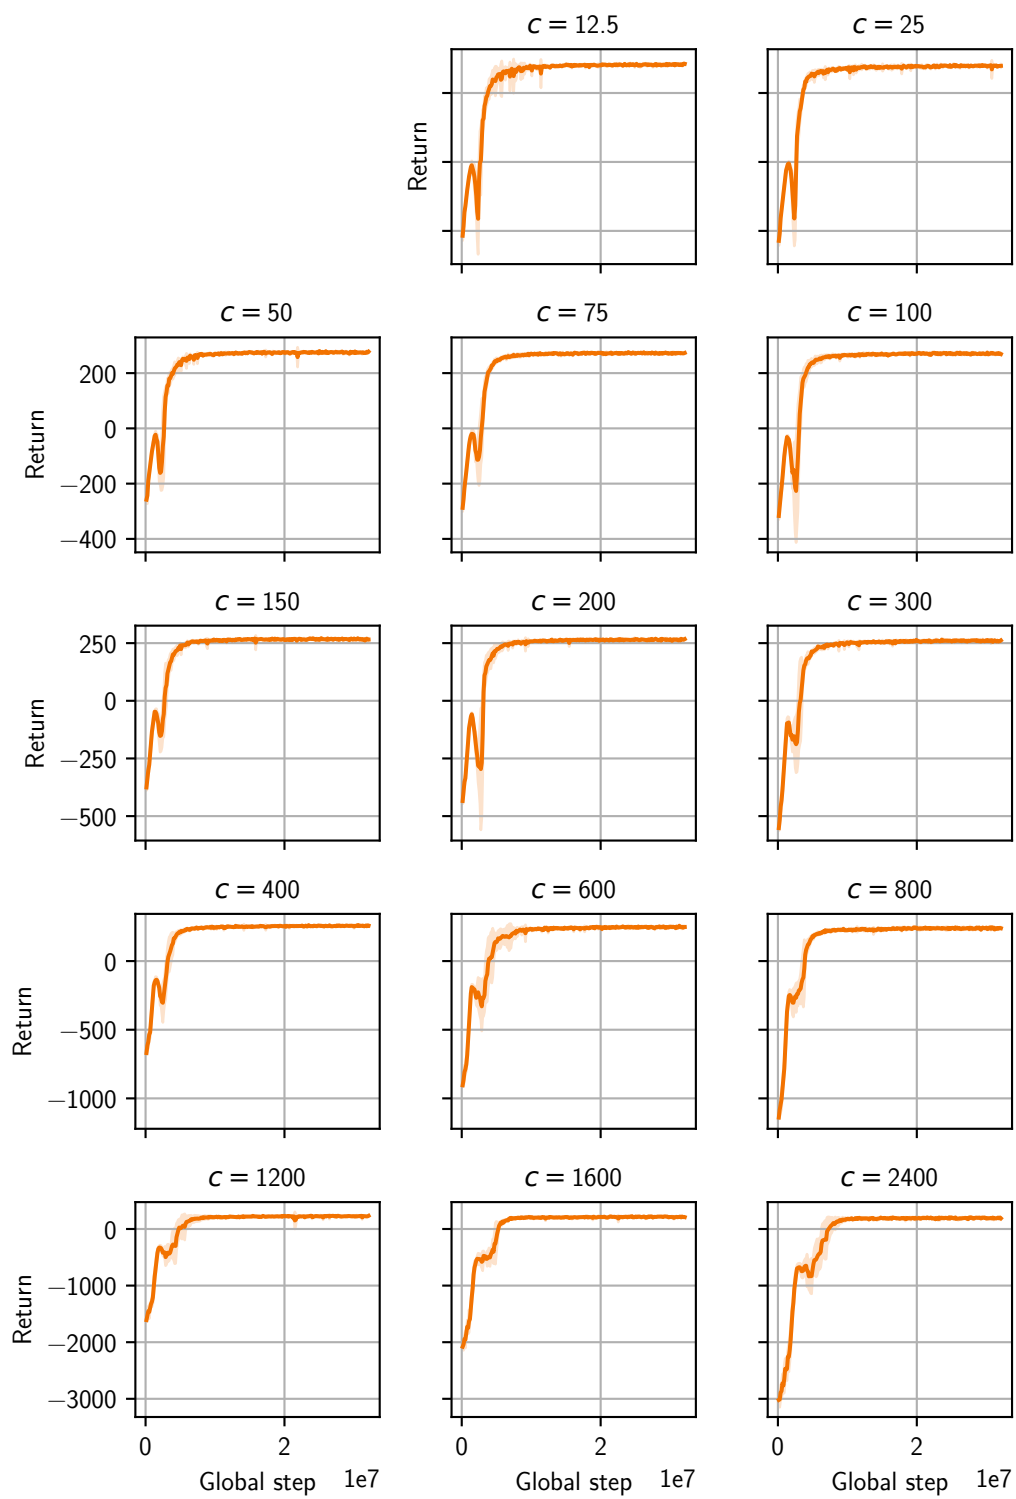 c = 12.5
c = 25
Return
c = 50
c = 75
c = 100
200
0
−200
−400
Return
c = 150
c = 200
c = 300
250
0
−250
−500
Return
c = 400
c = 600
c = 800
0
−500
−1000
Return
c = 1200
c = 1600
c = 2400
0
−1000
−2000
−3000
Return
0 2
0 2
0 2
Global step 1e7
Global step 1e7
Global step 1e7